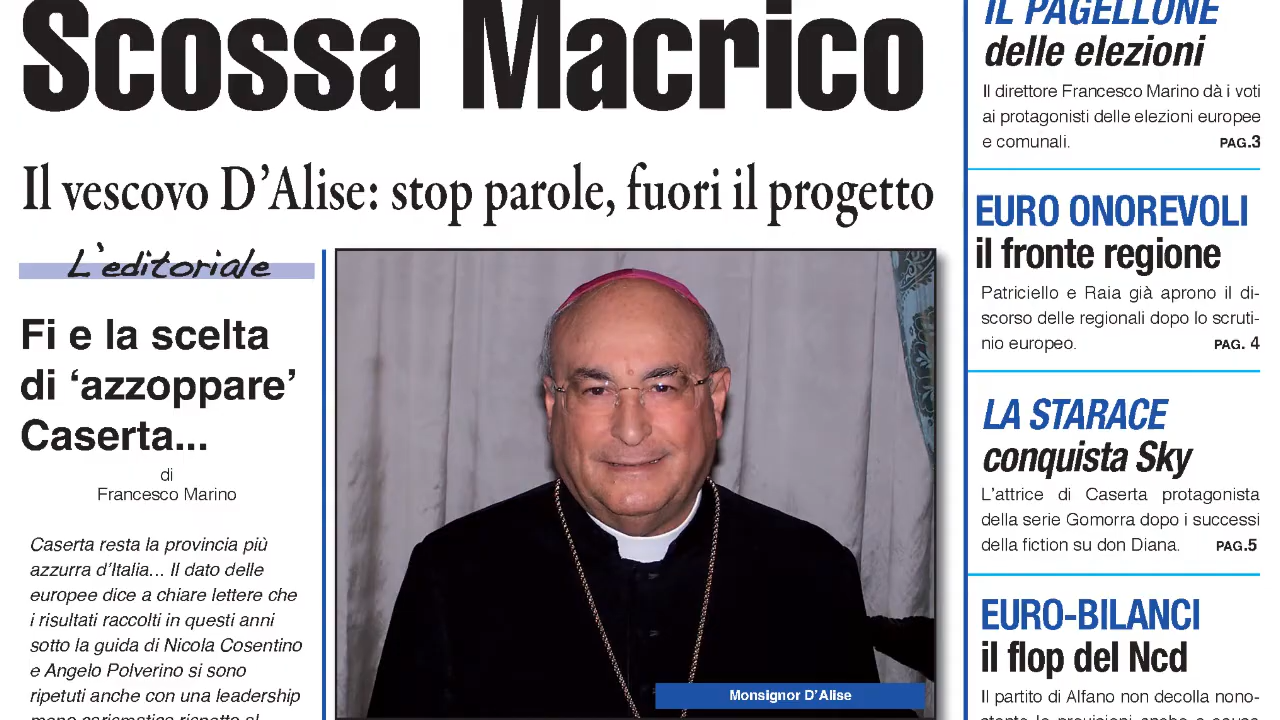 Scossa Macrico
Il vescovo D'Alise: stop parole, fuori il progetto
L'editoriale
Fi e la scelta
di 'azzoppare'
Caserta...
di
Francesco Marino
Caserta resta la provincia più
azzurra d'Italia... Il dato delle
europee dice a chiare lettere che
i risultati raccolti in questi anni
sotto la guida di Nicola Cosentino
e Angelo Polverino si sono
ripetuti anche con una leadership
Monsignor D'Alise
IL PAGELLONE
delle elezioni
Il direttore Francesco Marino dà i voti
ai protagonisti delle elezioni europee
e comunali. PAG.3
EURO ONOREVOLI
il fronte regione
Patriciello e Raia già aprono il di-
scorso delle regionali dopo lo scruti-
nio europeo. PAG. 4
LA STARACE
conquista Sky
L'attrice di Caserta protagonista
della serie Gomorra dopo i successi
della fiction su don Diana. PAG.5
EURO-BILANCI
il flop del Ncd
Il partito di Alfano non decolla nono-